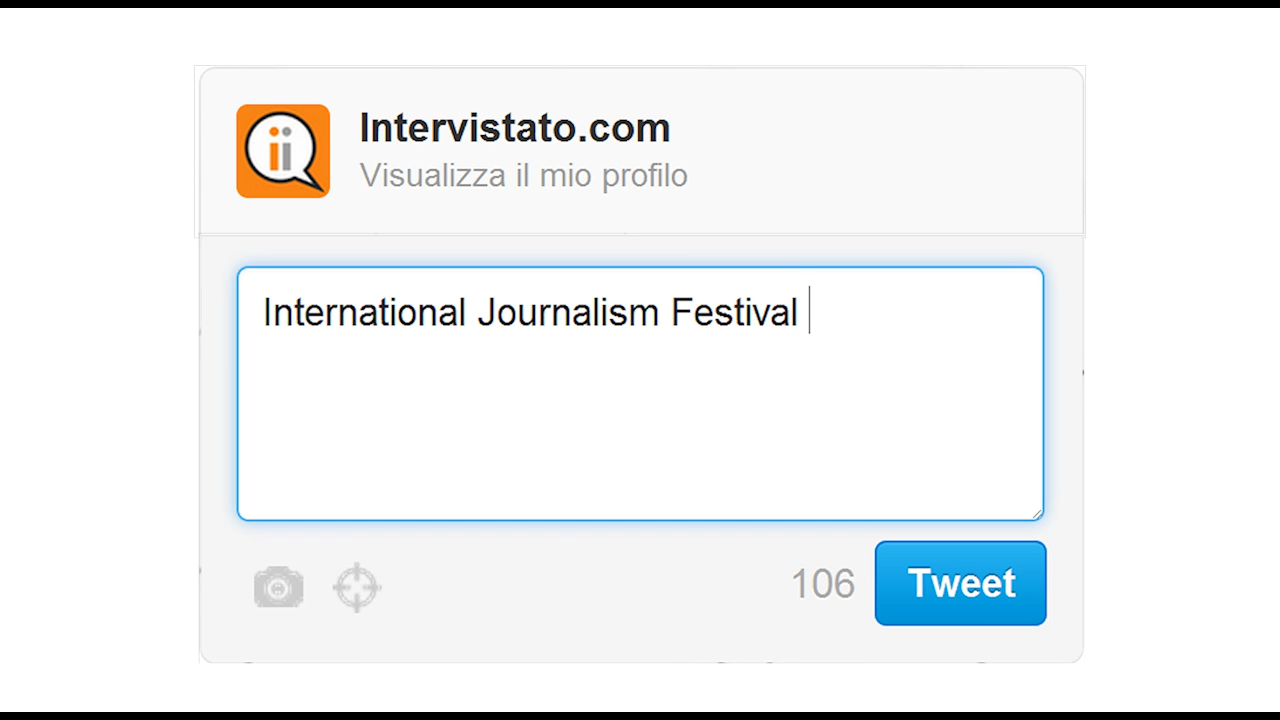 Intervistato.com
Visualizza il mio profilo
International Journalism Festival
106 Tweet